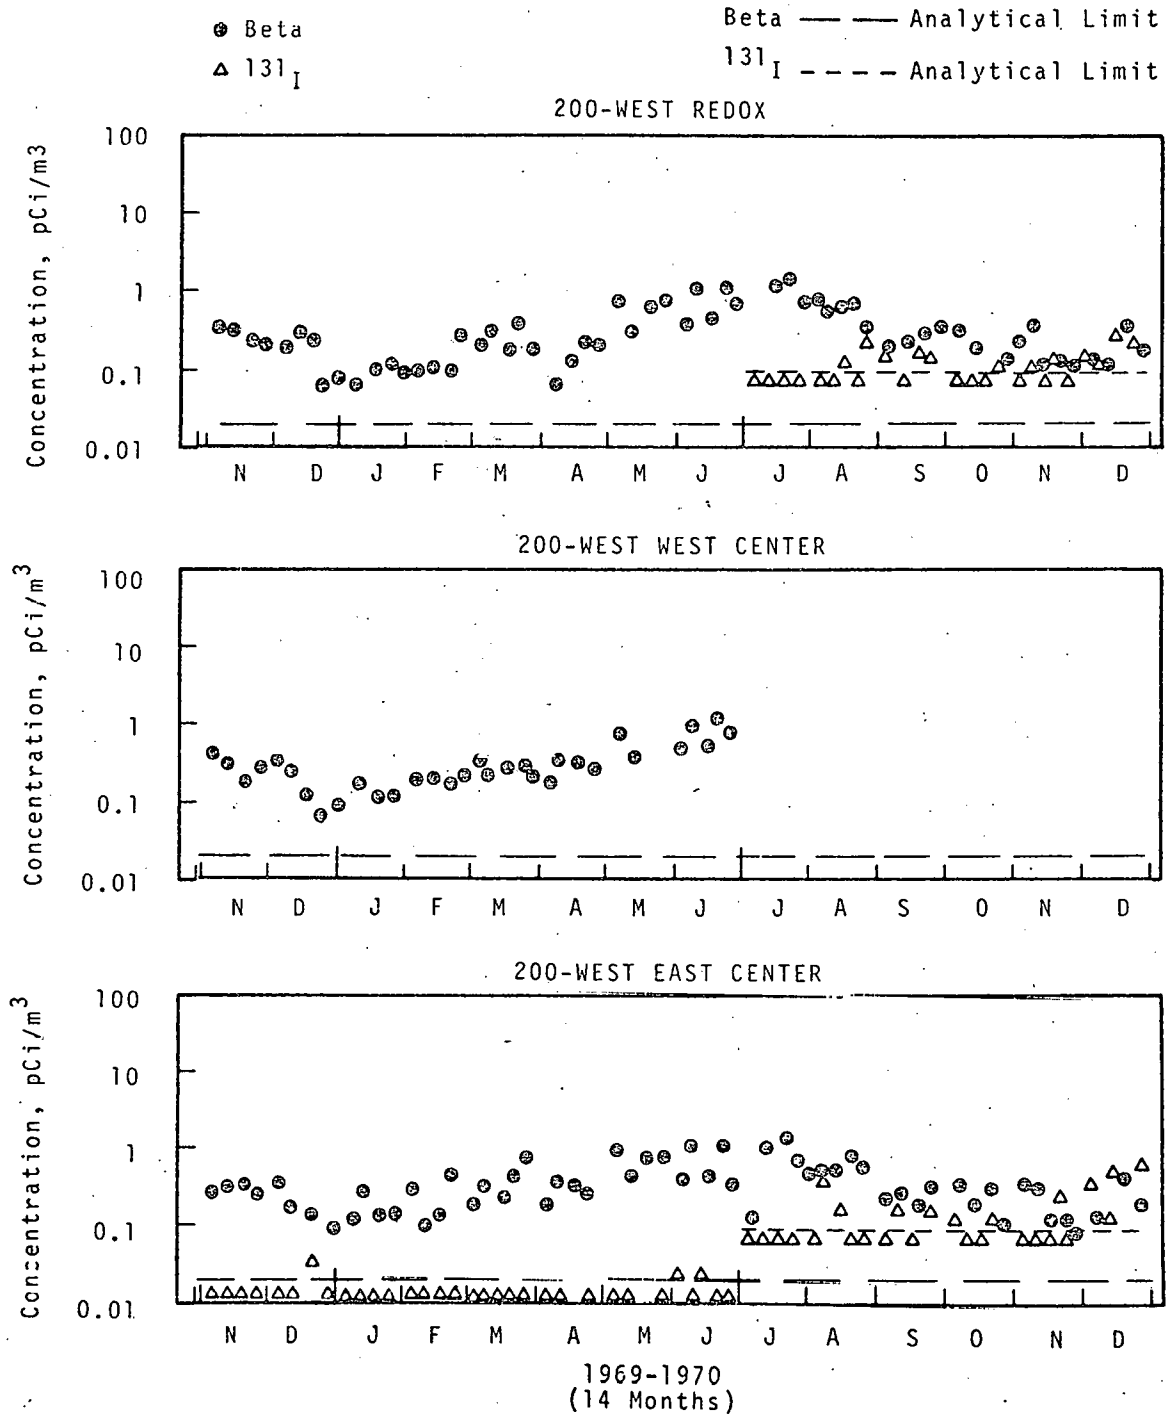 Beta
131I
Beta — — Analytical Limit
131I - - - - Analytical Limit
200-WEST REDOX
Concentration, pCi/m3
100
10
1
0.1
0.01
N D J F M A M J J A S O N D
200-WEST WEST CENTER
Concentration, pCi/m3
100
10
1
0.1
0.01
N D J F M A M J J A S O N D
200-WEST EAST CENTER
Concentration, pCi/m3
100
10
1
0.1
0.01
N D J F M A M J J A S O N D
1969-1970
(14 Months)